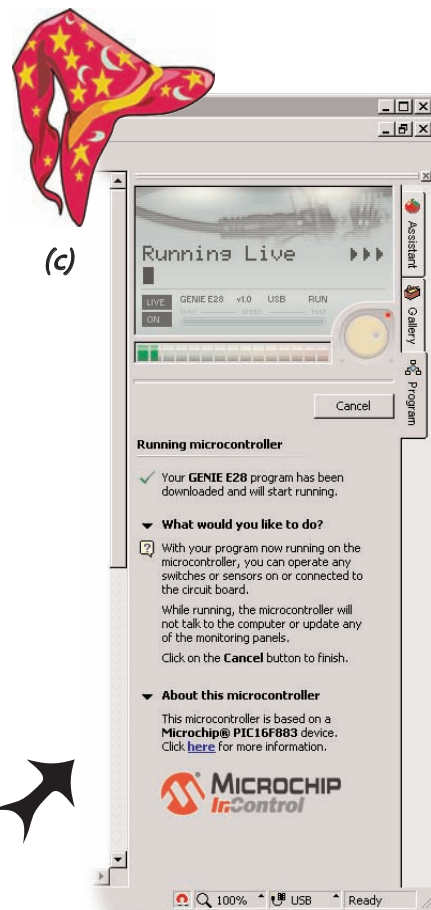 (c)
Running Live
LIVE GENIE E28 v1.0 USB RUN
ON
Assistant
Gallery
Program
Cancel
Running microcontroller
Your GENIE E28 program has been
downloaded and will start running.
What would you like to do?
With your program now running on the
microcontroller, you can operate any
switches or sensors on or connected to
the circuit board.
While running, the microcontroller will
not talk to the computer or update any
of the monitoring panels.
Click on the Cancel button to finish.
About this microcontroller
This microcontroller is based on a
Microchip® PIC16F883 device.
Click here for more information.
MICROCHIP
In Control
100% USB Ready